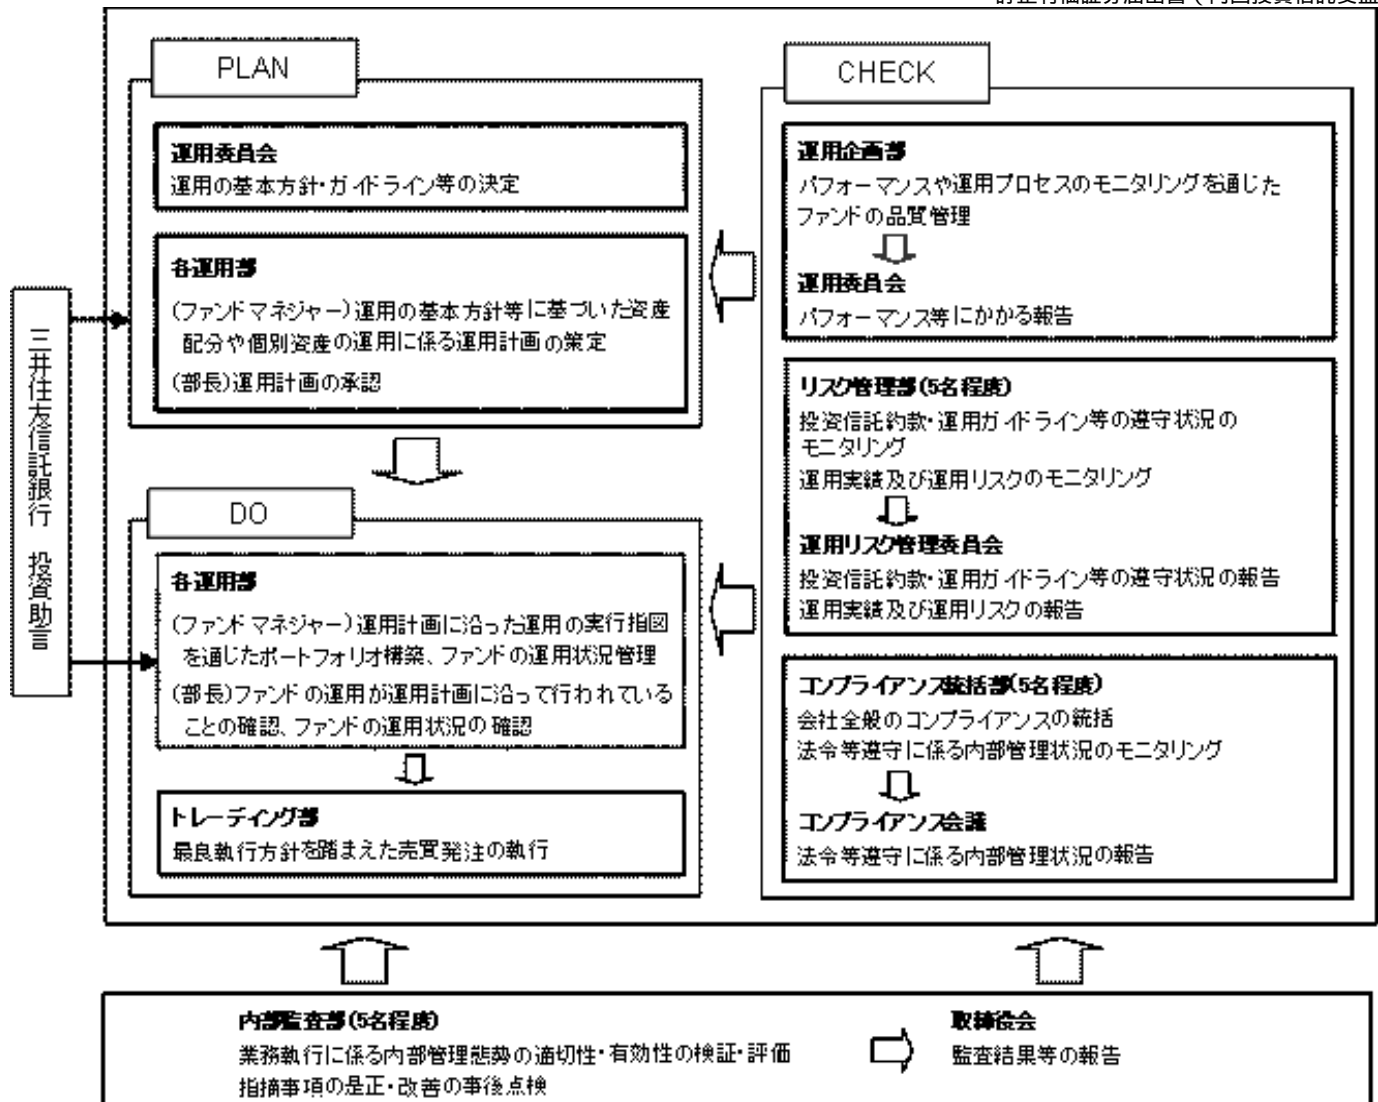 PLAN
運用委員会
運用の基本方針・ガイドライン等の決定
各運用部
(ファンドマネジャー)運用の基本方針等に基づいた資産
配分や個別資産の運用に係る運用計画の策定
(部長)運用計画の承認
三井住友信託銀行 投資助言
DO
各運用部
(ファンドマネジャー)運用計画に沿った運用の実行指図
を通じたポートフォリオ構築、ファンドの運用状況管理
(部長)ファンドの運用が運用計画に沿って行われている
ことの確認、ファンドの運用状況の確認
トレーディング部
最良執行方針を踏まえた売買発注の執行
CHECK
運用企画部
パフォーマンスや運用プロセスのモニタリングを通じた
ファンドの品質管理
運用委員会
パフォーマンス等にかかる報告
リスク管理部(5名程度)
投資信託約款・運用ガイドライン等の遵守状況の
モニタリング
運用実績及び運用リスクのモニタリング
運用リスク管理委員会
投資信託約款・運用ガイドライン等の遵守状況の報告
運用実績及び運用リスクの報告
コンプライアンス統括部(5名程度)
会社全般のコンプライアンスの統括
法令等遵守に係る内部管理状況のモニタリング
コンプライアンス会議
法令等遵守に係る内部管理状況の報告
内部監査部(5名程度)
業務執行に係る内部管理態勢の適切性・有効性の検証・評価
指摘事項の是正・改善の事後点検
取締役会
監査結果等の報告